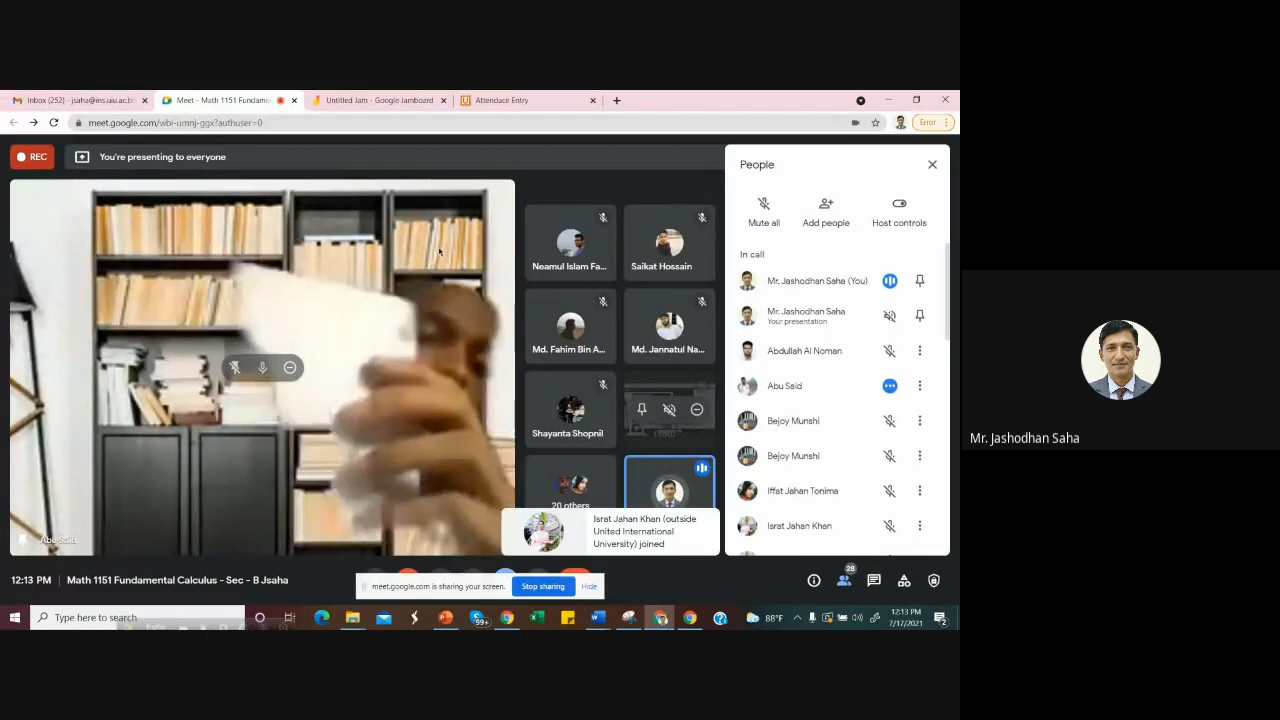 Inbox (252) - jsaha@ins.uiu.ac.b
Meet - Math 1151 Fundame
Untitled Jam - Google Jamboard
Attendace Entry
meet.google.com/wbi-umnj-ggx?authuser=0
Error
REC
You're presenting to everyone
People
Mute all
Add people
Host controls
In call
Mr. Jashodhan Saha (You)
Mr. Jashodhan Saha
Your presentation
Abdullah Al Noman
Abu Said
Bejoy Munshi
Bejoy Munshi
Iffat Jahan Tonima
Israt Jahan Khan
Neamul Islam Fa...
Saikat Hossain
Md. Fahim Bin A...
Md. Jannatul Na...
Shayanta Shopnil
(You)
20 others
Abu Said
Israt Jahan Khan (outside
United International
University) joined
12:13 PM | Math 1151 Fundamental Calculus - Sec - B Jsaha
28
meet.google.com is sharing your screen.
Stop sharing
Hide
Type here to search
99+
88°F
12:13 PM
7/17/2021
2
Mr. Jashodhan Saha